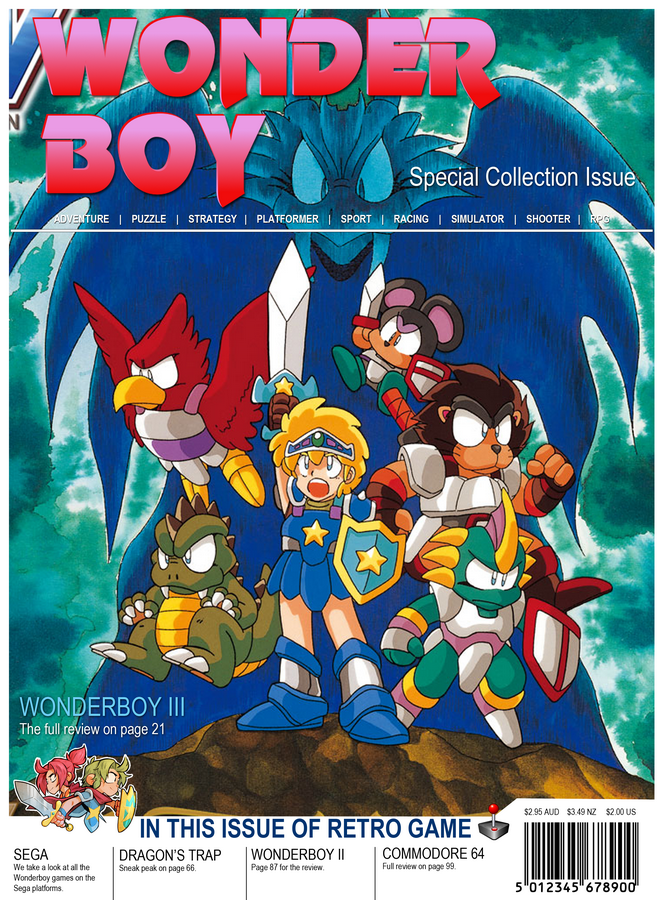 WONDER
BOY
Special Collection Issue
ADVENTURE | PUZZLE | STRATEGY | PLATFORMER | SPORT | RACING | SIMULATOR | SHOOTER | RPG
WONDERBOY III
The full review on page 21
IN THIS ISSUE OF RETRO GAME
$2.95 AUD $3.49 NZ $2.00 US
SEGA
We take a look at all the
Wonderboy games on the
Sega platforms.
DRAGON'S TRAP
Sneak peak on page 66.
WONDERBOY II
Page 87 for the review.
COMMODORE 64
Full review on page 99.
5 012345 678900